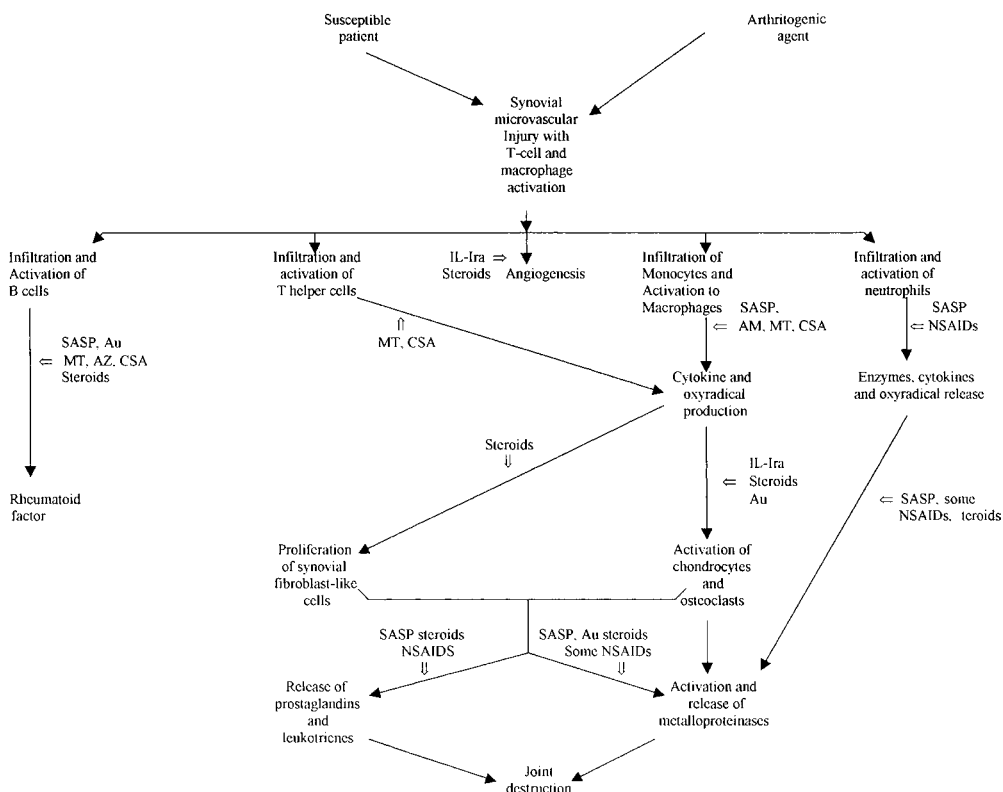 Susceptible
patient
Arthritogenic
agent
Synovial
microvascular
Injury with
T-cell and
macrophage
activation
Infiltration and
Activation of
B cells
Infiltration and
activation of
T helper cells
IL-Ira ⇒
Steroids
Angiogenesis
Infiltration of
Monocytes and
Activation to
Macrophages
Infiltration and
activation of
neutrophils
SASP, Au
⇐ MT, AZ, CSA
Steroids
⇑
MT, CSA
SASP,
⇐ AM, MT, CSA
SASP
⇐ NSAIDs
Cytokine and
oxyradical
production
Enzymes, cytokines
and oxyradical release
Steroids
⇓
IL-Ira
⇐ Steroids
Au
⇐ SASP, some
NSAIDs, teroids
Rheumatoid
factor
Proliferation
of synovial
fibroblast-like
cells
Activation of
chondrocytes
and
osteoclasts
SASP steroids
NSAIDS
⇓
SASP, Au steroids
Some NSAIDs
⇓
Release of
prostaglandins
and
leukotrienes
Activation and
release of
metalloproteinases
Joint
destruction